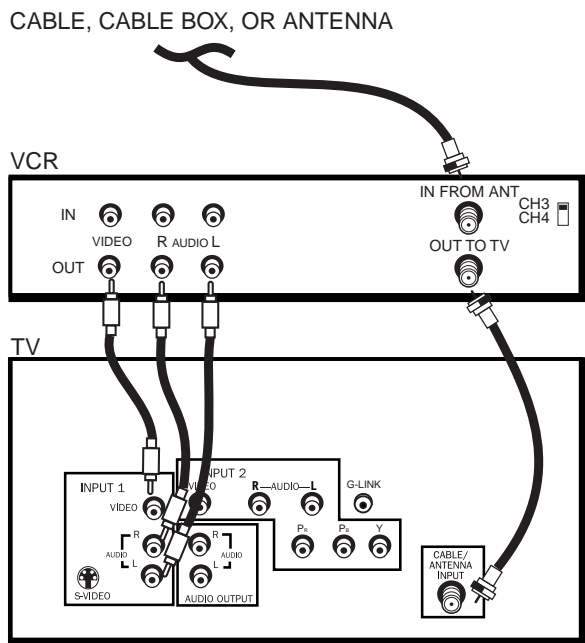 CABLE, CABLE BOX, OR ANTENNA
VCR
IN FROM ANT
CH3
CH4
IN
VIDEO
R AUDIO L
OUT TO TV
OUT
TV
INPUT 1
VIDEO
R
AUDIO
L
S-VIDEO
NPUT 2
VIDEO
R—AUDIO—L
G-LINK
PR
PB
Y
R
AUDIO
L
AUDIO OUTPUT
CABLE/
ANTENNA
INPUT